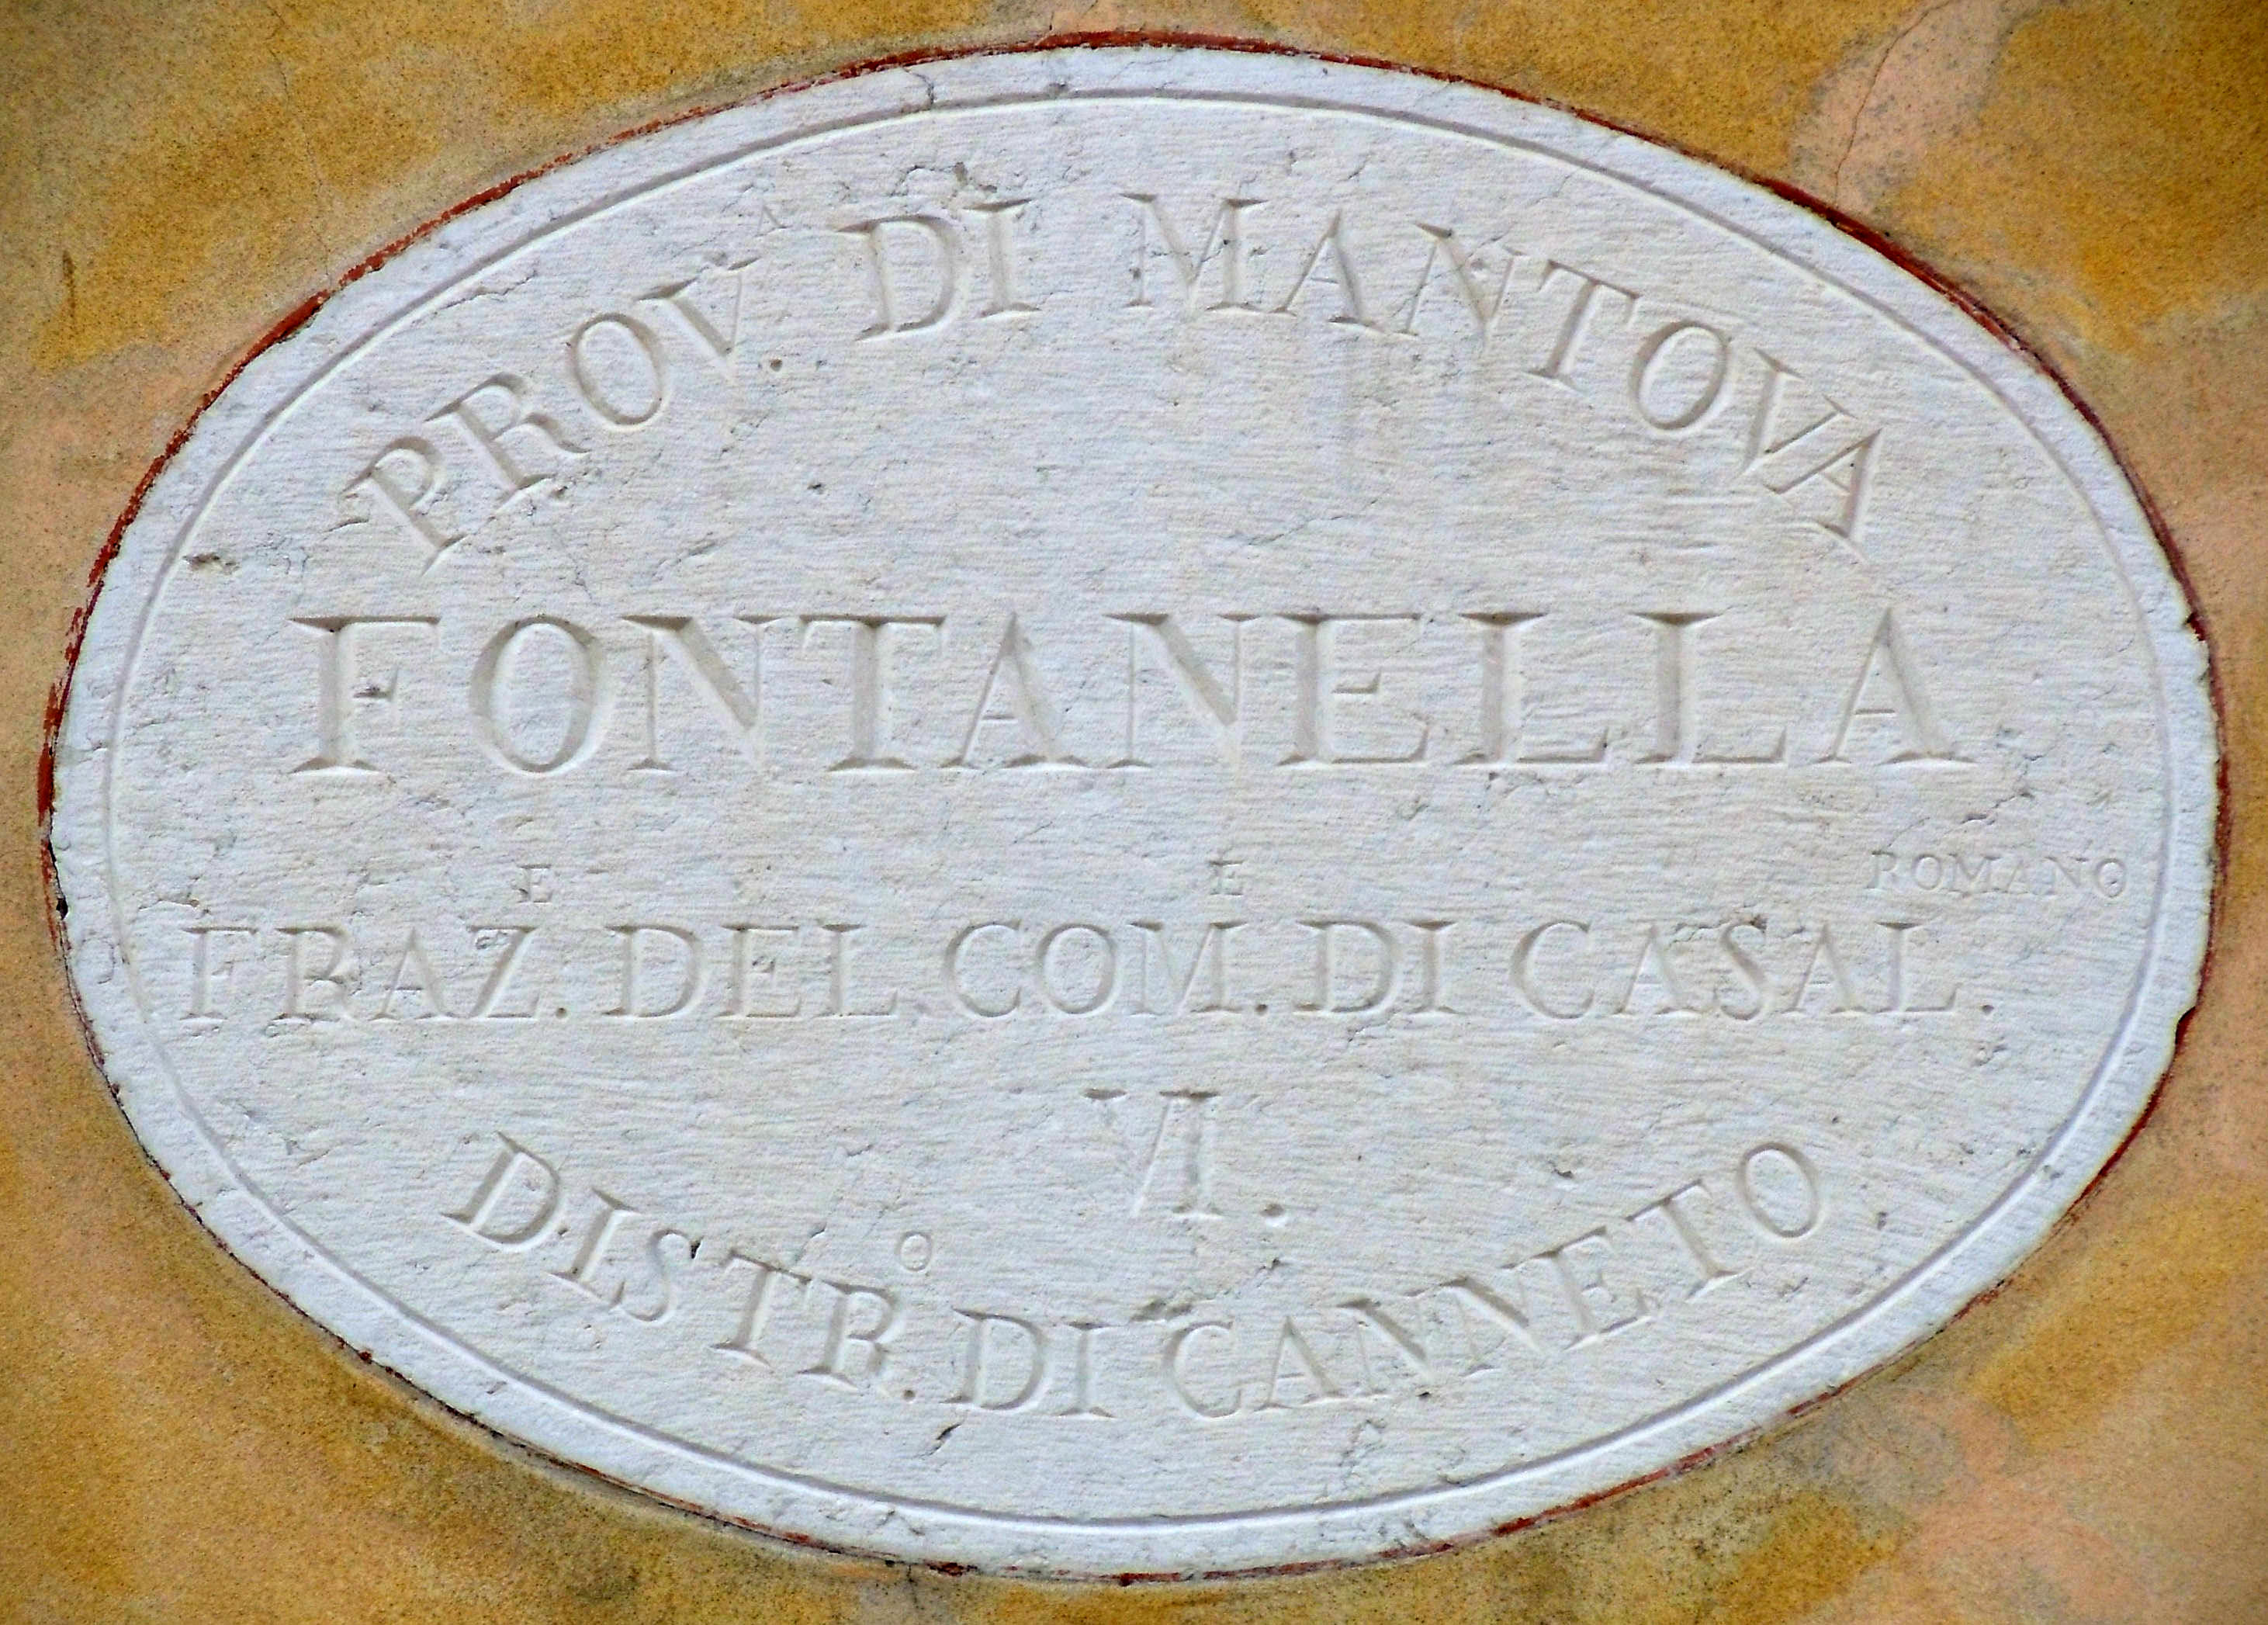 PROV.A DI MANTOVA
FONTANELLA
FRAZ.E DEL COM.E DI CASAL.ROMANO
VI.
DISTR.O DI CANNETO